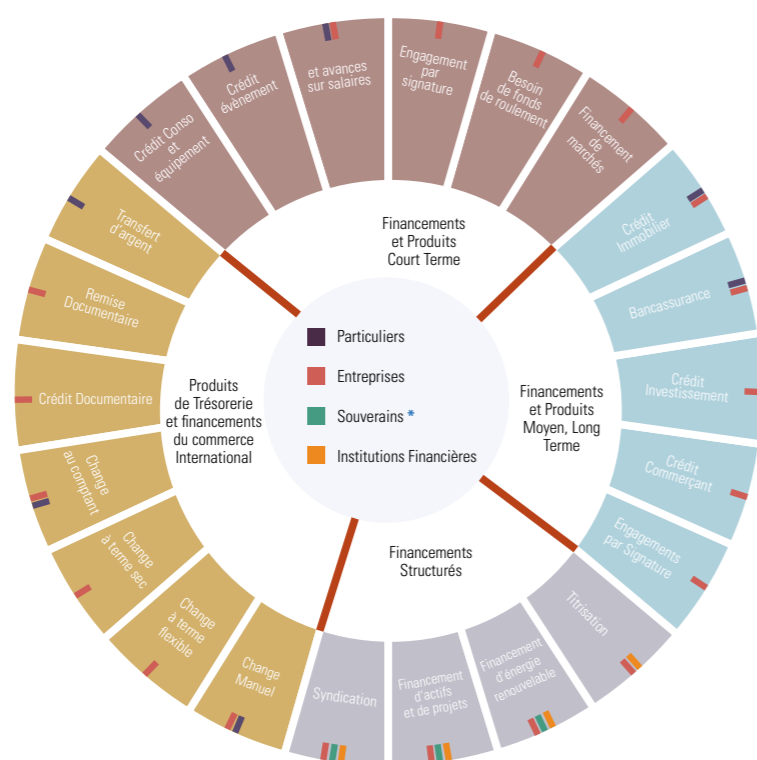 Crédit Conso
et
équipement
Crédit
évènement
et avances
sur salaires
Engagement
par
signature
Besoin
de fonds
de roulement
Financement
de
marchés
Crédit
Immobilier
Bancassurance
Crédit
Investissement
Crédit
Commerçant
Engagements
par Signature
Titrisation
Financement
d'énergie
renouvelable
Financement
d'actifs
et de projets
Syndication
Change
Manuel
Change
à terme
flexible
Change
à terme sec
Change
au comptant
Crédit Documentaire
Remise
Documentaire
Transfert
d'argent
Financements
et Produits
Court Terme
Financements
et Produits
Moyen, Long
Terme
Financements
Structurés
Produits
de Trésorerie
et financements
du commerce
International
Particuliers
Entreprises
Souverains *
Institutions Financières